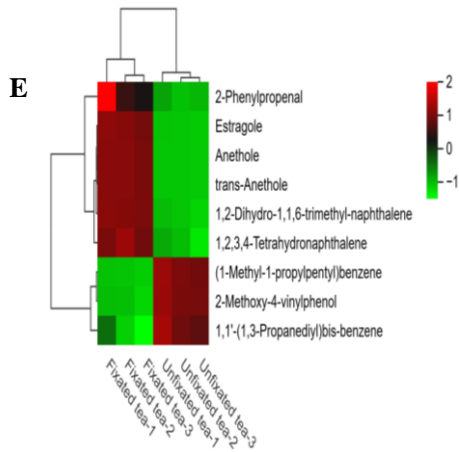 E
2-Phenylpropenal
Estragole
Anethole
trans-Anethole
1,2-Dihydro-1,1,6-trimethyl-naphthalene
1,2,3,4-Tetrahydronaphthalene
(1-Methyl-1-propylpentyl)benzene
2-Methoxy-4-vinylphenol
1,1'-(1,3-Propanediyl)bis-benzene
2
1
0
−1
Fixated tea-1
Fixated tea-2
Fixated tea-3
Unfixated tea-1
Unfixated tea-2
Unfixated tea-3